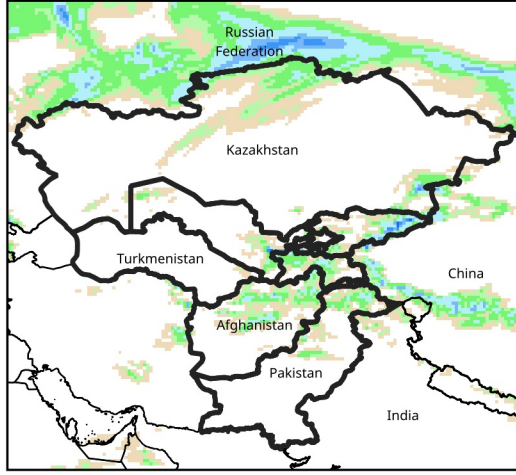 Russian
Federation
Kazakhstan
Turkmenistan
China
Afghanistan
Pakistan
India